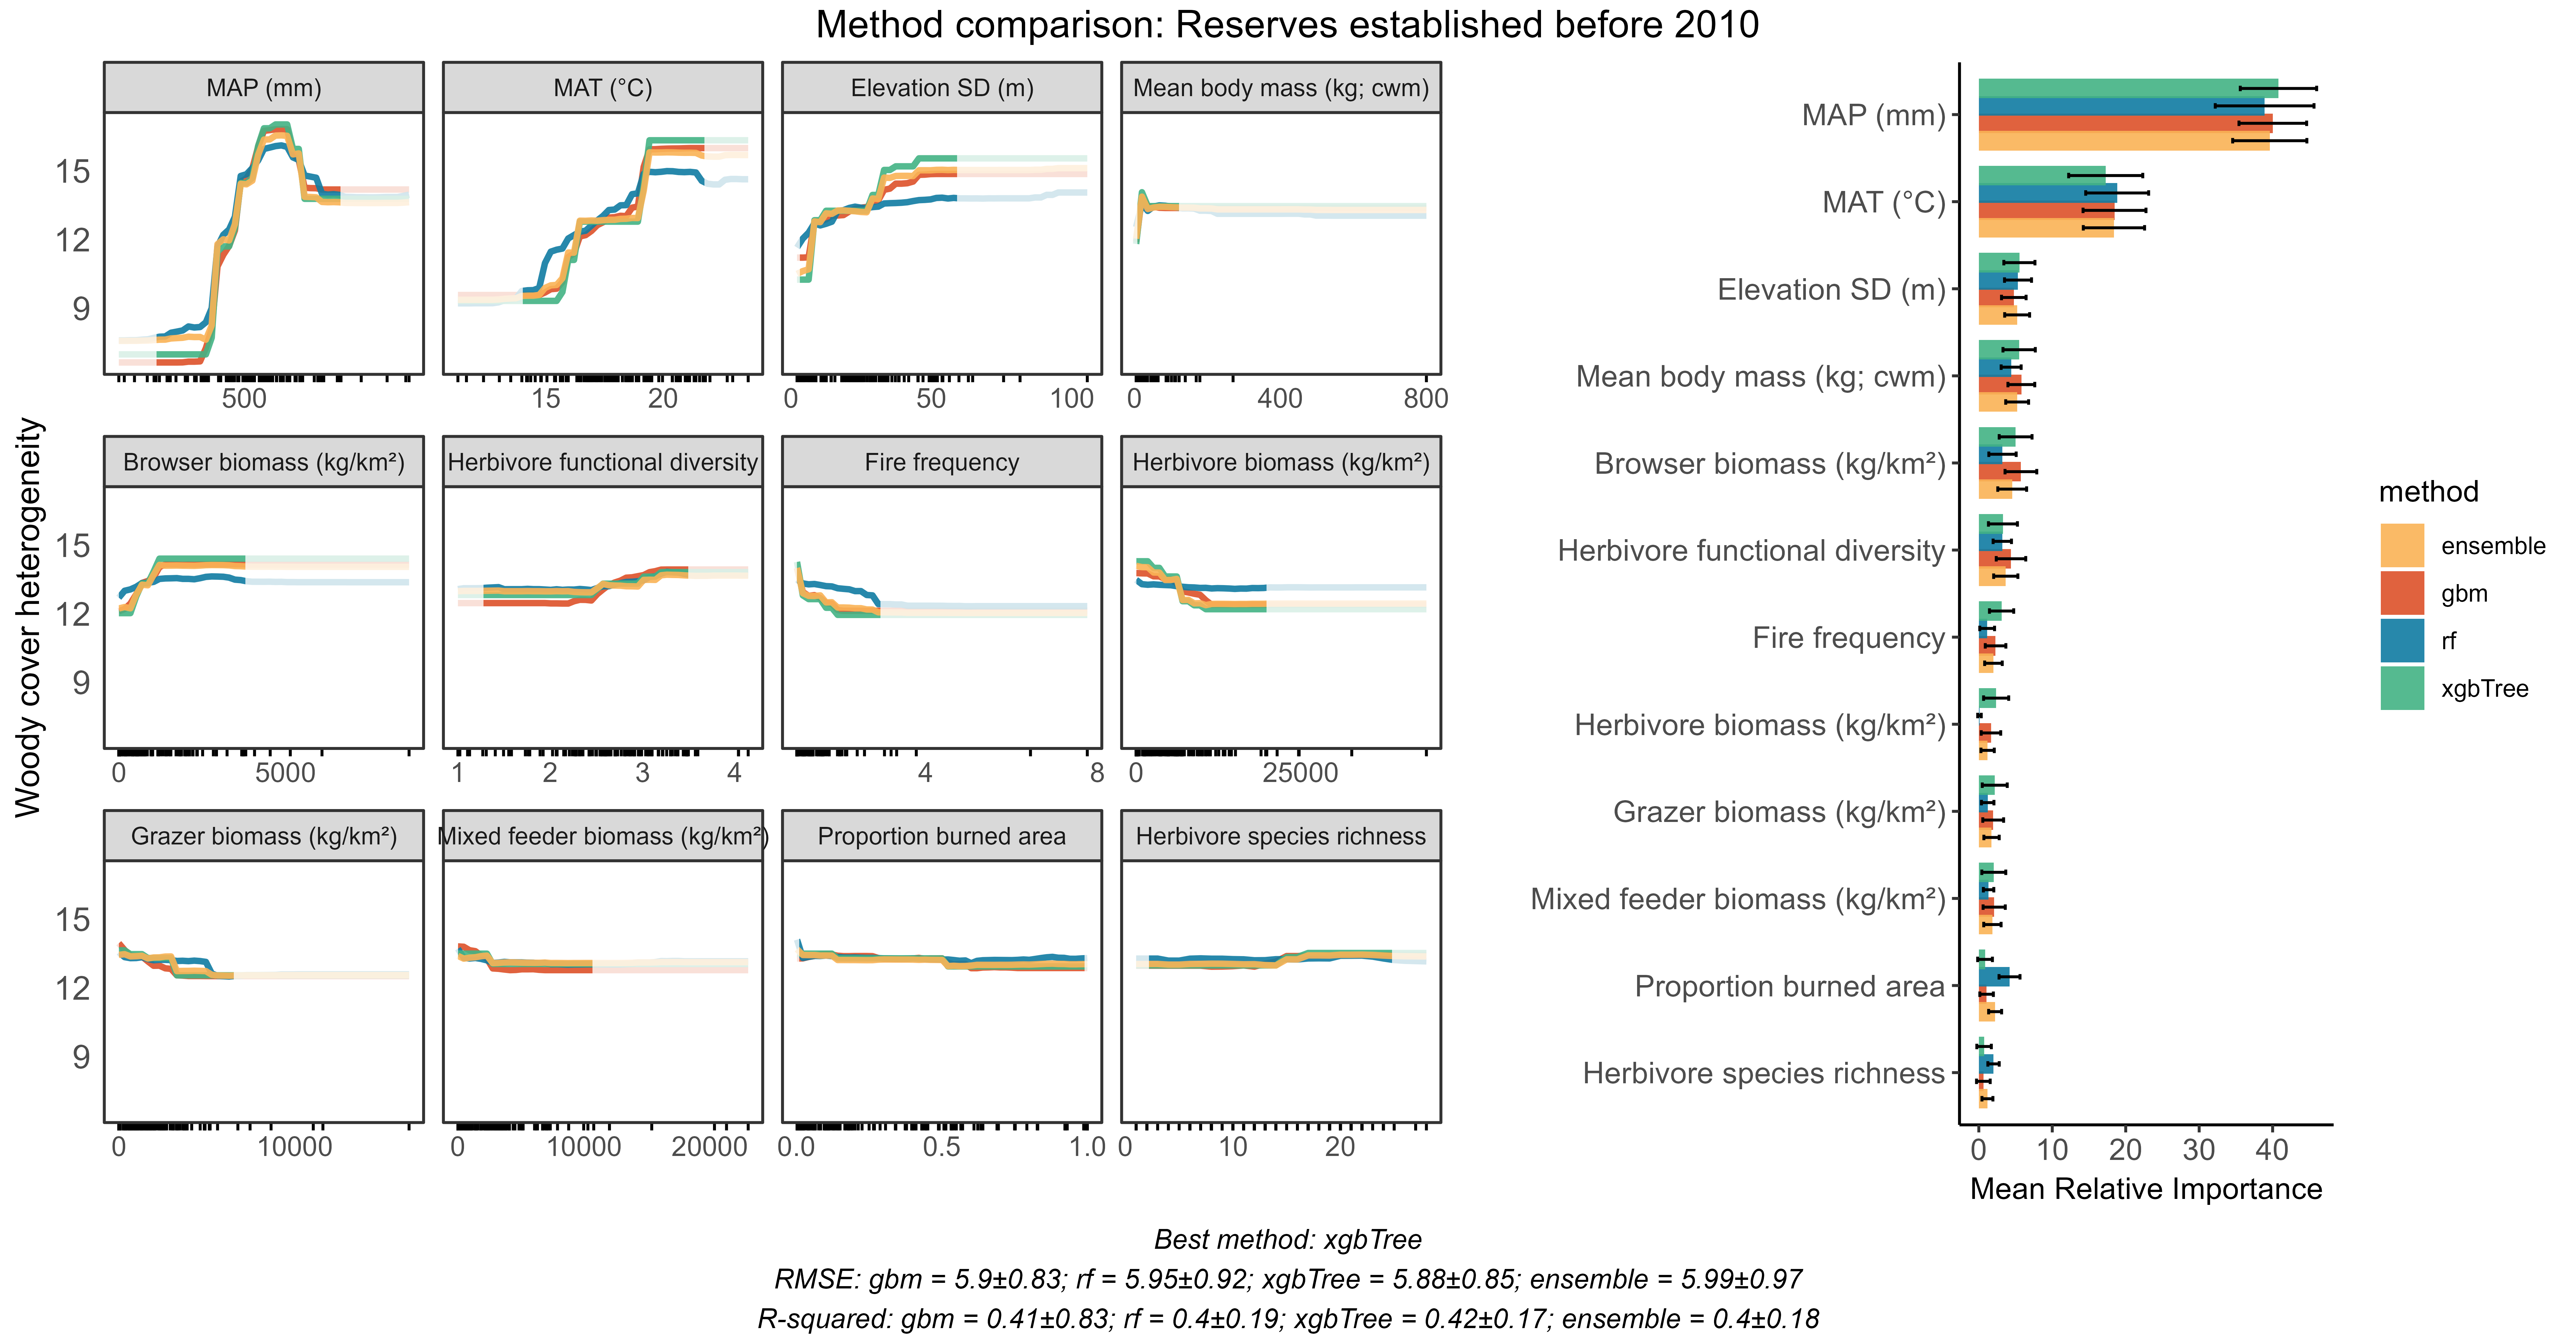 Method comparison: Reserves established before 2010
MAP (mm)
MAT (°C)
Elevation SD (m)
Mean body mass (kg; cwm)
15
12
9
500
15 20
0 50 100
0 400 800
Woody cover heterogeneity
Browser biomass (kg/km²)
Herbivore functional diversity
Fire frequency
Herbivore biomass (kg/km²)
15
12
9
0 5000
1 2 3 4
4 8
0 25000
Grazer biomass (kg/km²)
Mixed feeder biomass (kg/km²)
Proportion burned area
Herbivore species richness
15
12
9
0 10000
0 10000 20000
0.0 0.5 1.0
0 10 20
MAP (mm)
MAT (°C)
Elevation SD (m)
Mean body mass (kg; cwm)
Browser biomass (kg/km²)
Herbivore functional diversity
Fire frequency
Herbivore biomass (kg/km²)
Grazer biomass (kg/km²)
Mixed feeder biomass (kg/km²)
Proportion burned area
Herbivore species richness
0 10 20 30 40
Mean Relative Importance
method
ensemble
gbm
rf
xgbTree
Best method: xgbTree
RMSE: gbm = 5.9±0.83; rf = 5.95±0.92; xgbTree = 5.88±0.85; ensemble = 5.99±0.97
R-squared: gbm = 0.41±0.83; rf = 0.4±0.19; xgbTree = 0.42±0.17; ensemble = 0.4±0.18